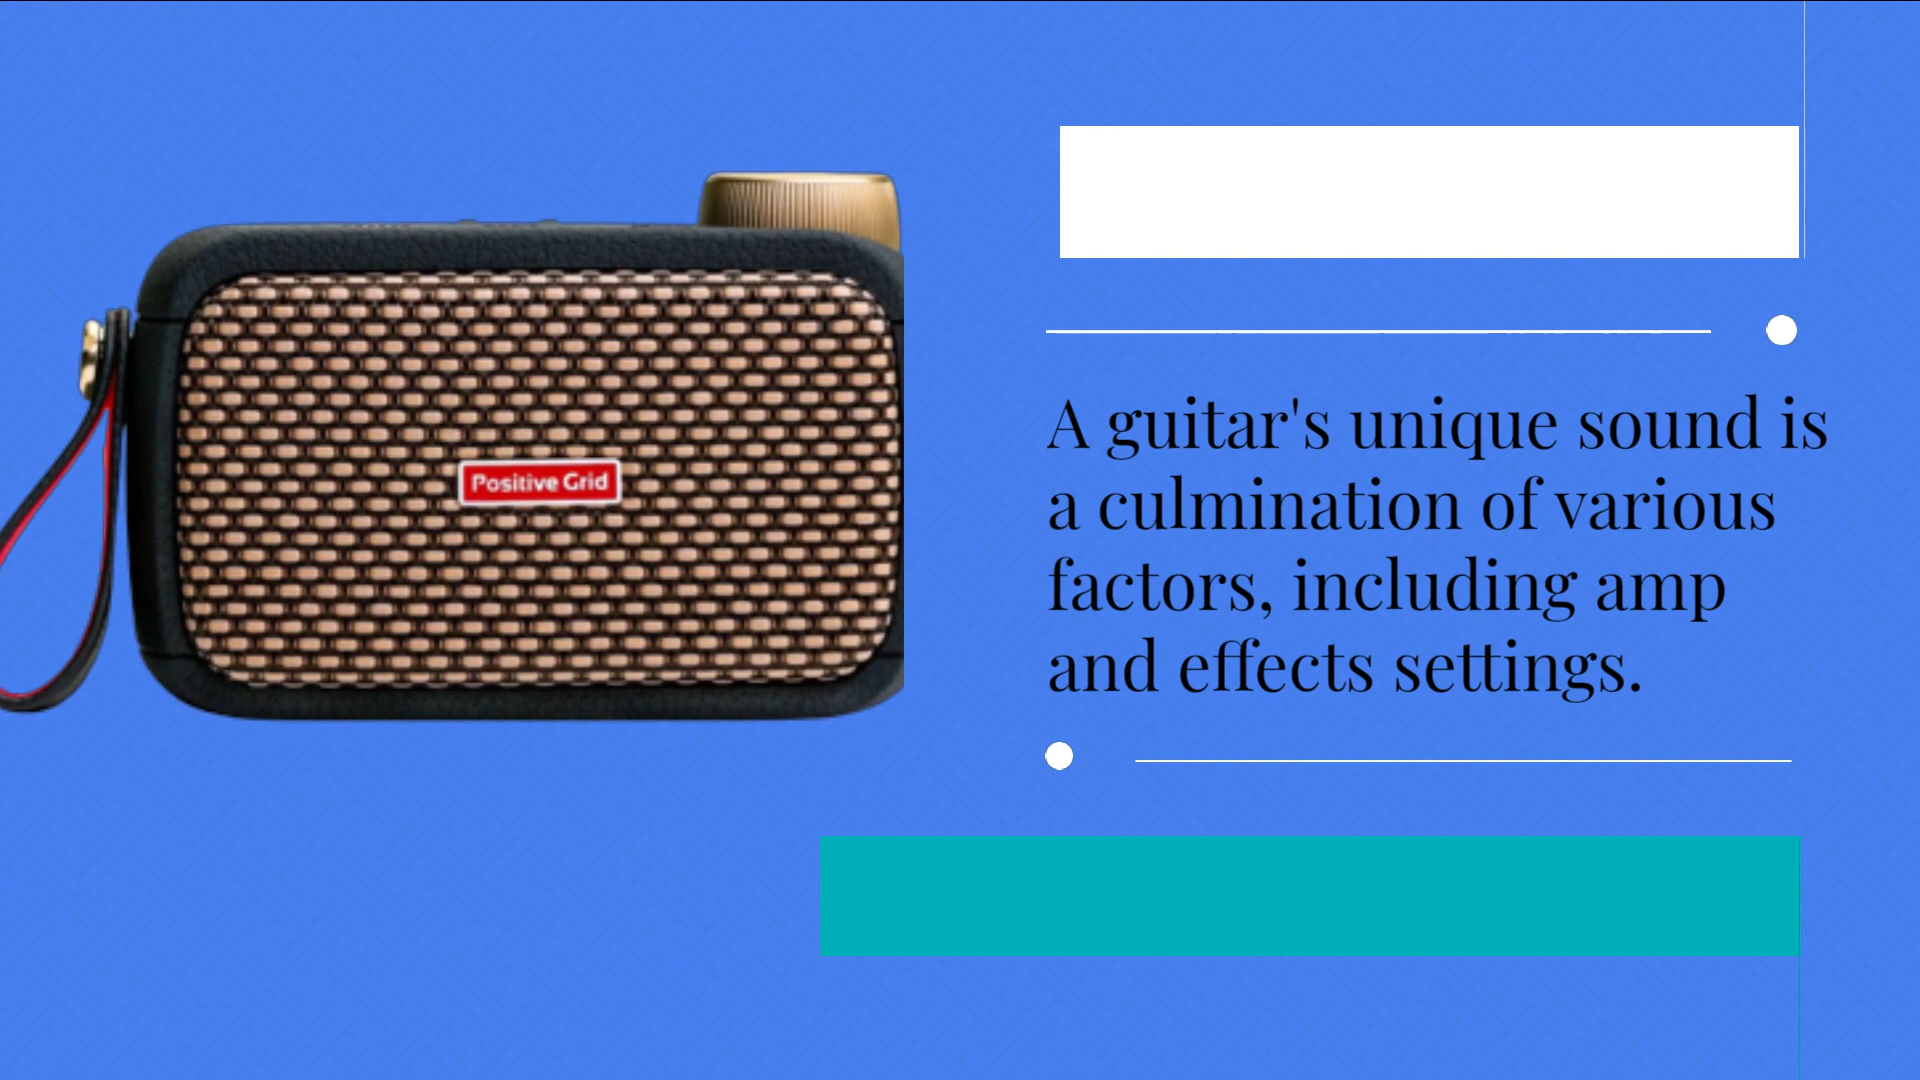 Positive Grid
A guitar's unique sound is
a culmination of various
factors, including amp
and effects settings.